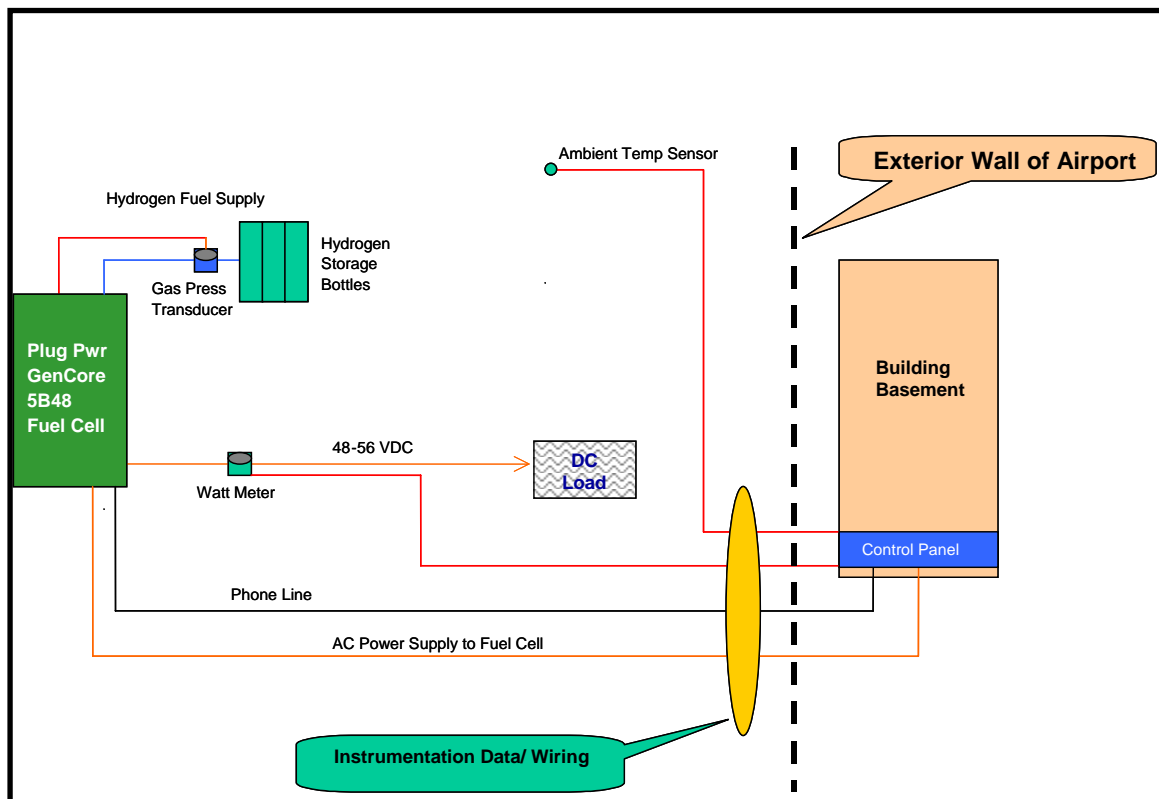 Ambient Temp Sensor
Exterior Wall of Airport
Hydrogen Fuel Supply
Hydrogen
Storage
Bottles
Gas Press
Transducer
Plug Pwr
GenCore
5B48
Fuel Cell
Building
Basement
48-56 VDC
DC
Load
Watt Meter
Control Panel
Phone Line
AC Power Supply to Fuel Cell
Instrumentation Data/ Wiring